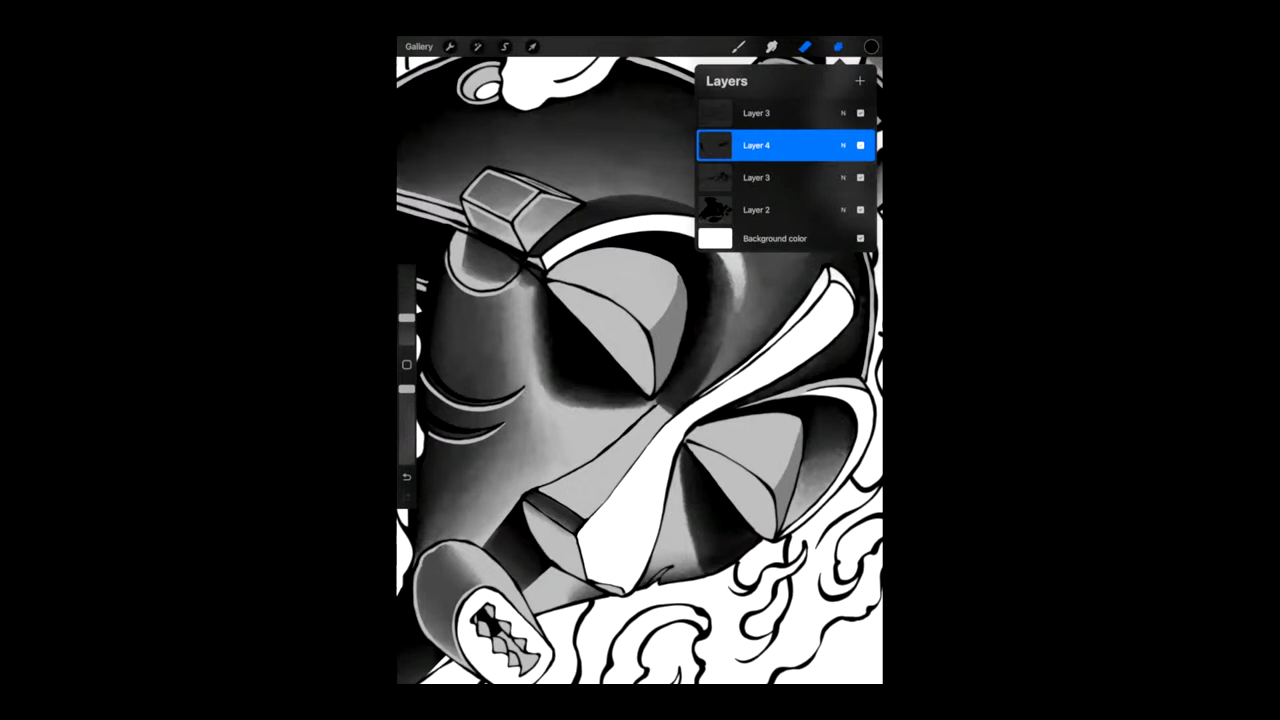 Gallery
Layers
Layer 3 N
Layer 4 N
Layer 3 N
Layer 2 N
Background color